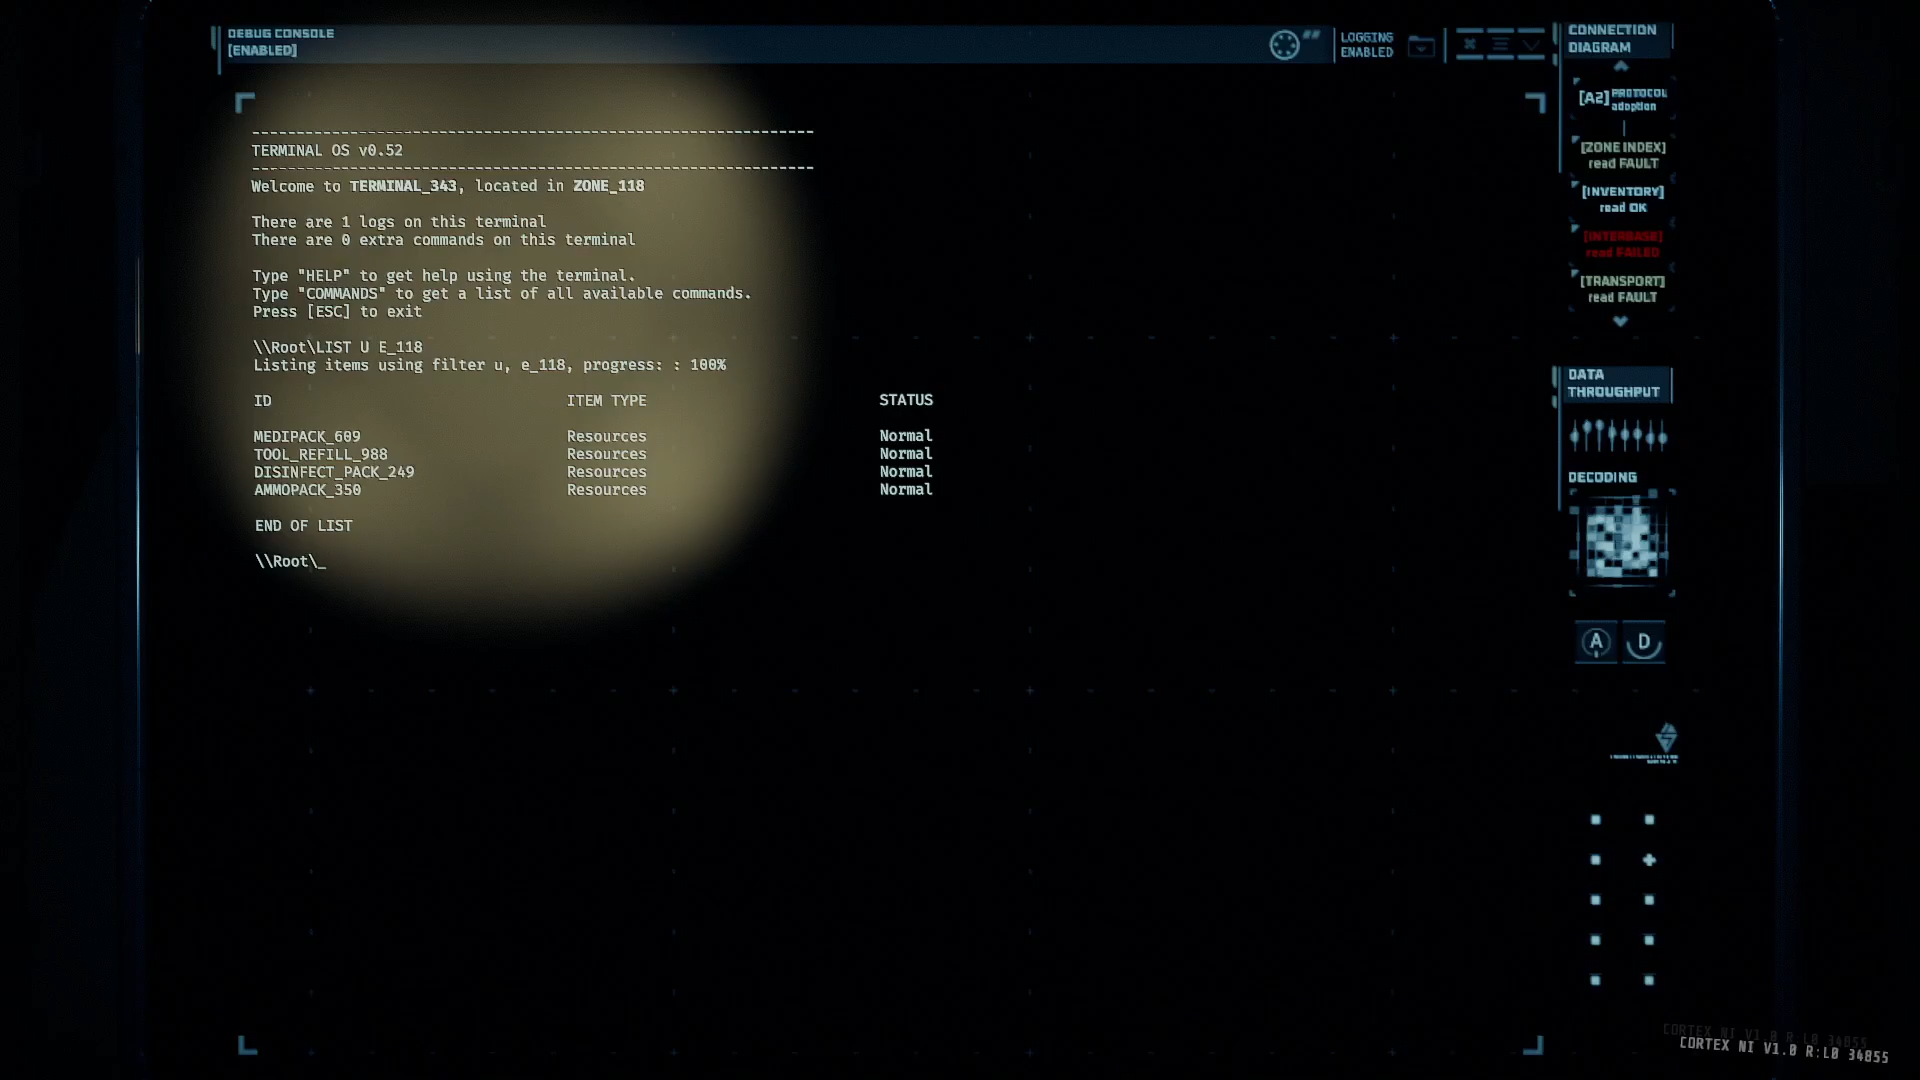 DEBUG CONSOLE
[ENABLED]
LOGGING
ENABLED
------------------------------------------------------------------
TERMINAL OS v0.52
------------------------------------------------------------------
Welcome to TERMINAL_343, located in ZONE_118
There are 1 logs on this terminal
There are 0 extra commands on this terminal
Type "HELP" to get help using the terminal.
Type "COMMANDS" to get a list of all available commands.
Press [ESC] to exit
\\Root\LIST U E_118
Listing items using filter u, e_118, progress: : 100%
ID ITEM TYPE STATUS
MEDIPACK_609 Resources Normal
TOOL_REFILL_988 Resources Normal
DISINFECT_PACK_249 Resources Normal
AMMOPACK_350 Resources Normal
END OF LIST
\\Root\_
CONNECTION
DIAGRAM
[A2] PROTOCOL
adoption
[ZONE INDEX]
read FAULT
[INVENTORY]
read OK
[INTERBASE]
read FAILED
[TRANSPORT]
read FAULT
DATA
THROUGHPUT
DECODING
A D
CORTEX NI V1.0 R:L0 34855